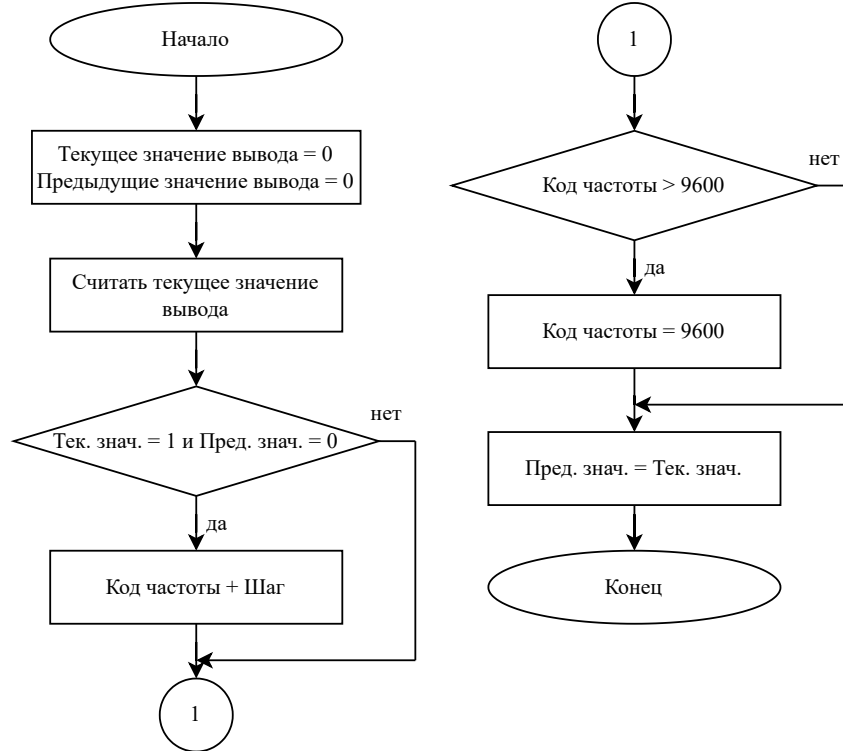 Начало
Текущее значение вывода = 0
Предыдущие значение вывода = 0
Считать текущее значение
вывода
Тек. знач. = 1 и Пред. знач. = 0
нет
да
Код частоты + Шаг
1
1
Код частоты > 9600
нет
да
Код частоты = 9600
Пред. знач. = Тек. знач.
Конец